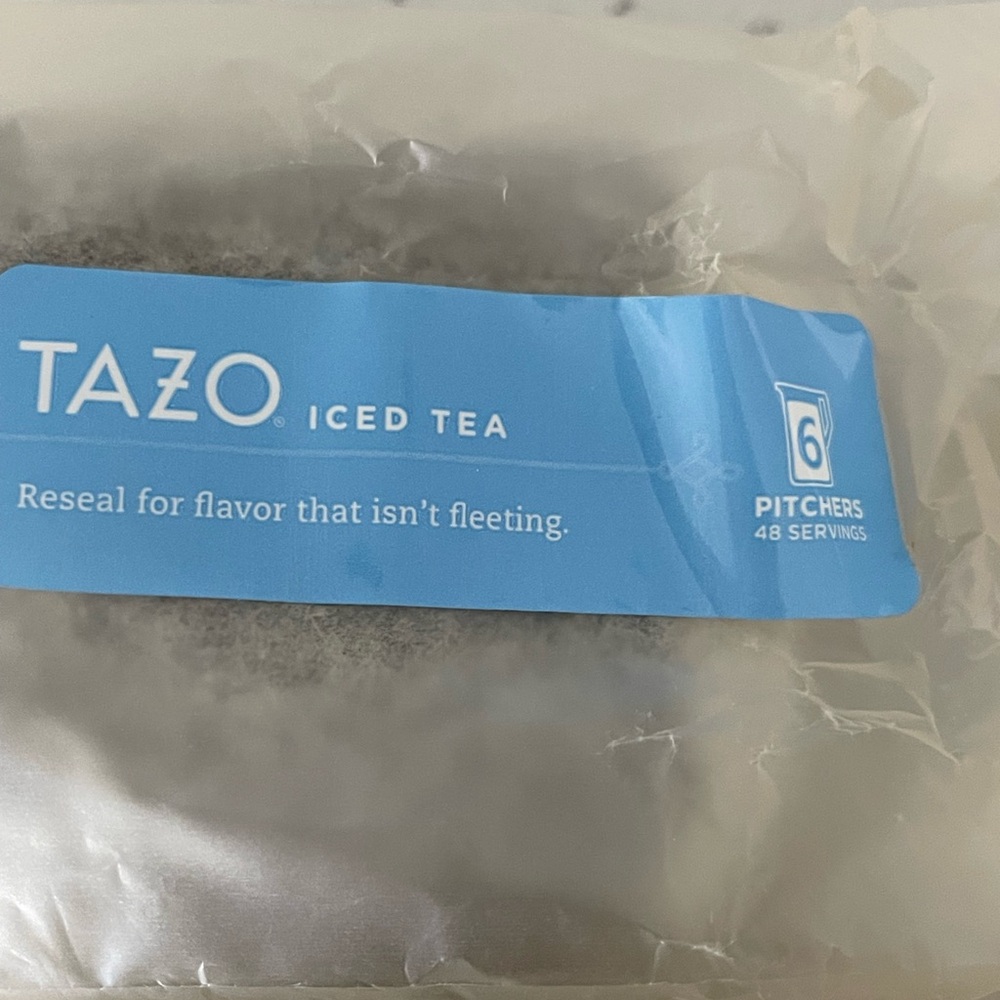 TAZO® ICED TEA
Reseal for flavor that isn't fleeting.
6
PITCHERS
48 SERVINGS